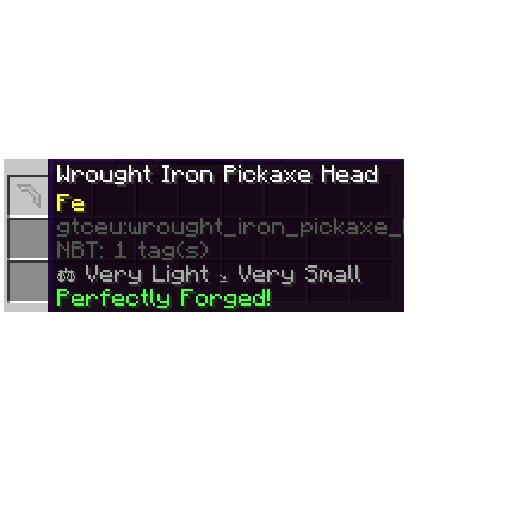 Wrought Iron Pickaxe Head
Fe
gtceu:wrought_iron_pickaxe_
NBT: 1 tag(s)
⚖ Very Light ⇲ Very Small
Perfectly Forged!